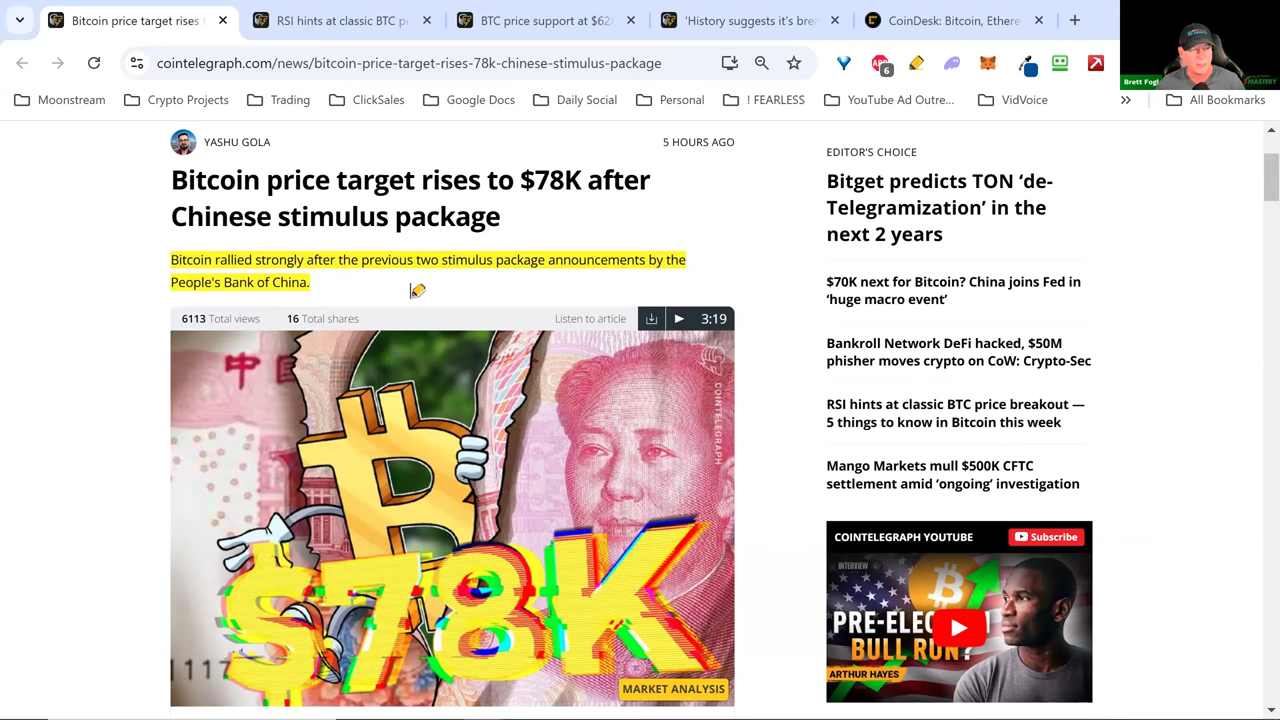 Bitcoin price target rises t
RSI hints at classic BTC p
BTC price support at $62
'History suggests it's brea
CoinDesk: Bitcoin, Ethere
cointelegraph.com/news/bitcoin-price-target-rises-78k-chinese-stimulus-package
6
Moonstream
Crypto Projects
Trading
ClickSales
Google Docs
Daily Social
Personal
! FEARLESS
YouTube Ad Outre...
VidVoice
All Bookmarks
Brett Fogl
MASTERY
YASHU GOLA
5 HOURS AGO
Bitcoin price target rises to $78K after
Chinese stimulus package
Bitcoin rallied strongly after the previous two stimulus package announcements by the
People's Bank of China.
6113 Total views
16 Total shares
Listen to article
3:19
中
COINTELEGRAPH
$78K
MARKET ANALYSIS
EDITOR'S CHOICE
Bitget predicts TON ‘de-
Telegramization’ in the
next 2 years
$70K next for Bitcoin? China joins Fed in
‘huge macro event’
Bankroll Network DeFi hacked, $50M
phisher moves crypto on CoW: Crypto-Sec
RSI hints at classic BTC price breakout —
5 things to know in Bitcoin this week
Mango Markets mull $500K CFTC
settlement amid ‘ongoing’ investigation
COINTELEGRAPH YOUTUBE
Subscribe
INTERVIEW
PRE-ELEC
BULL RUN?
ARTHUR HAYES